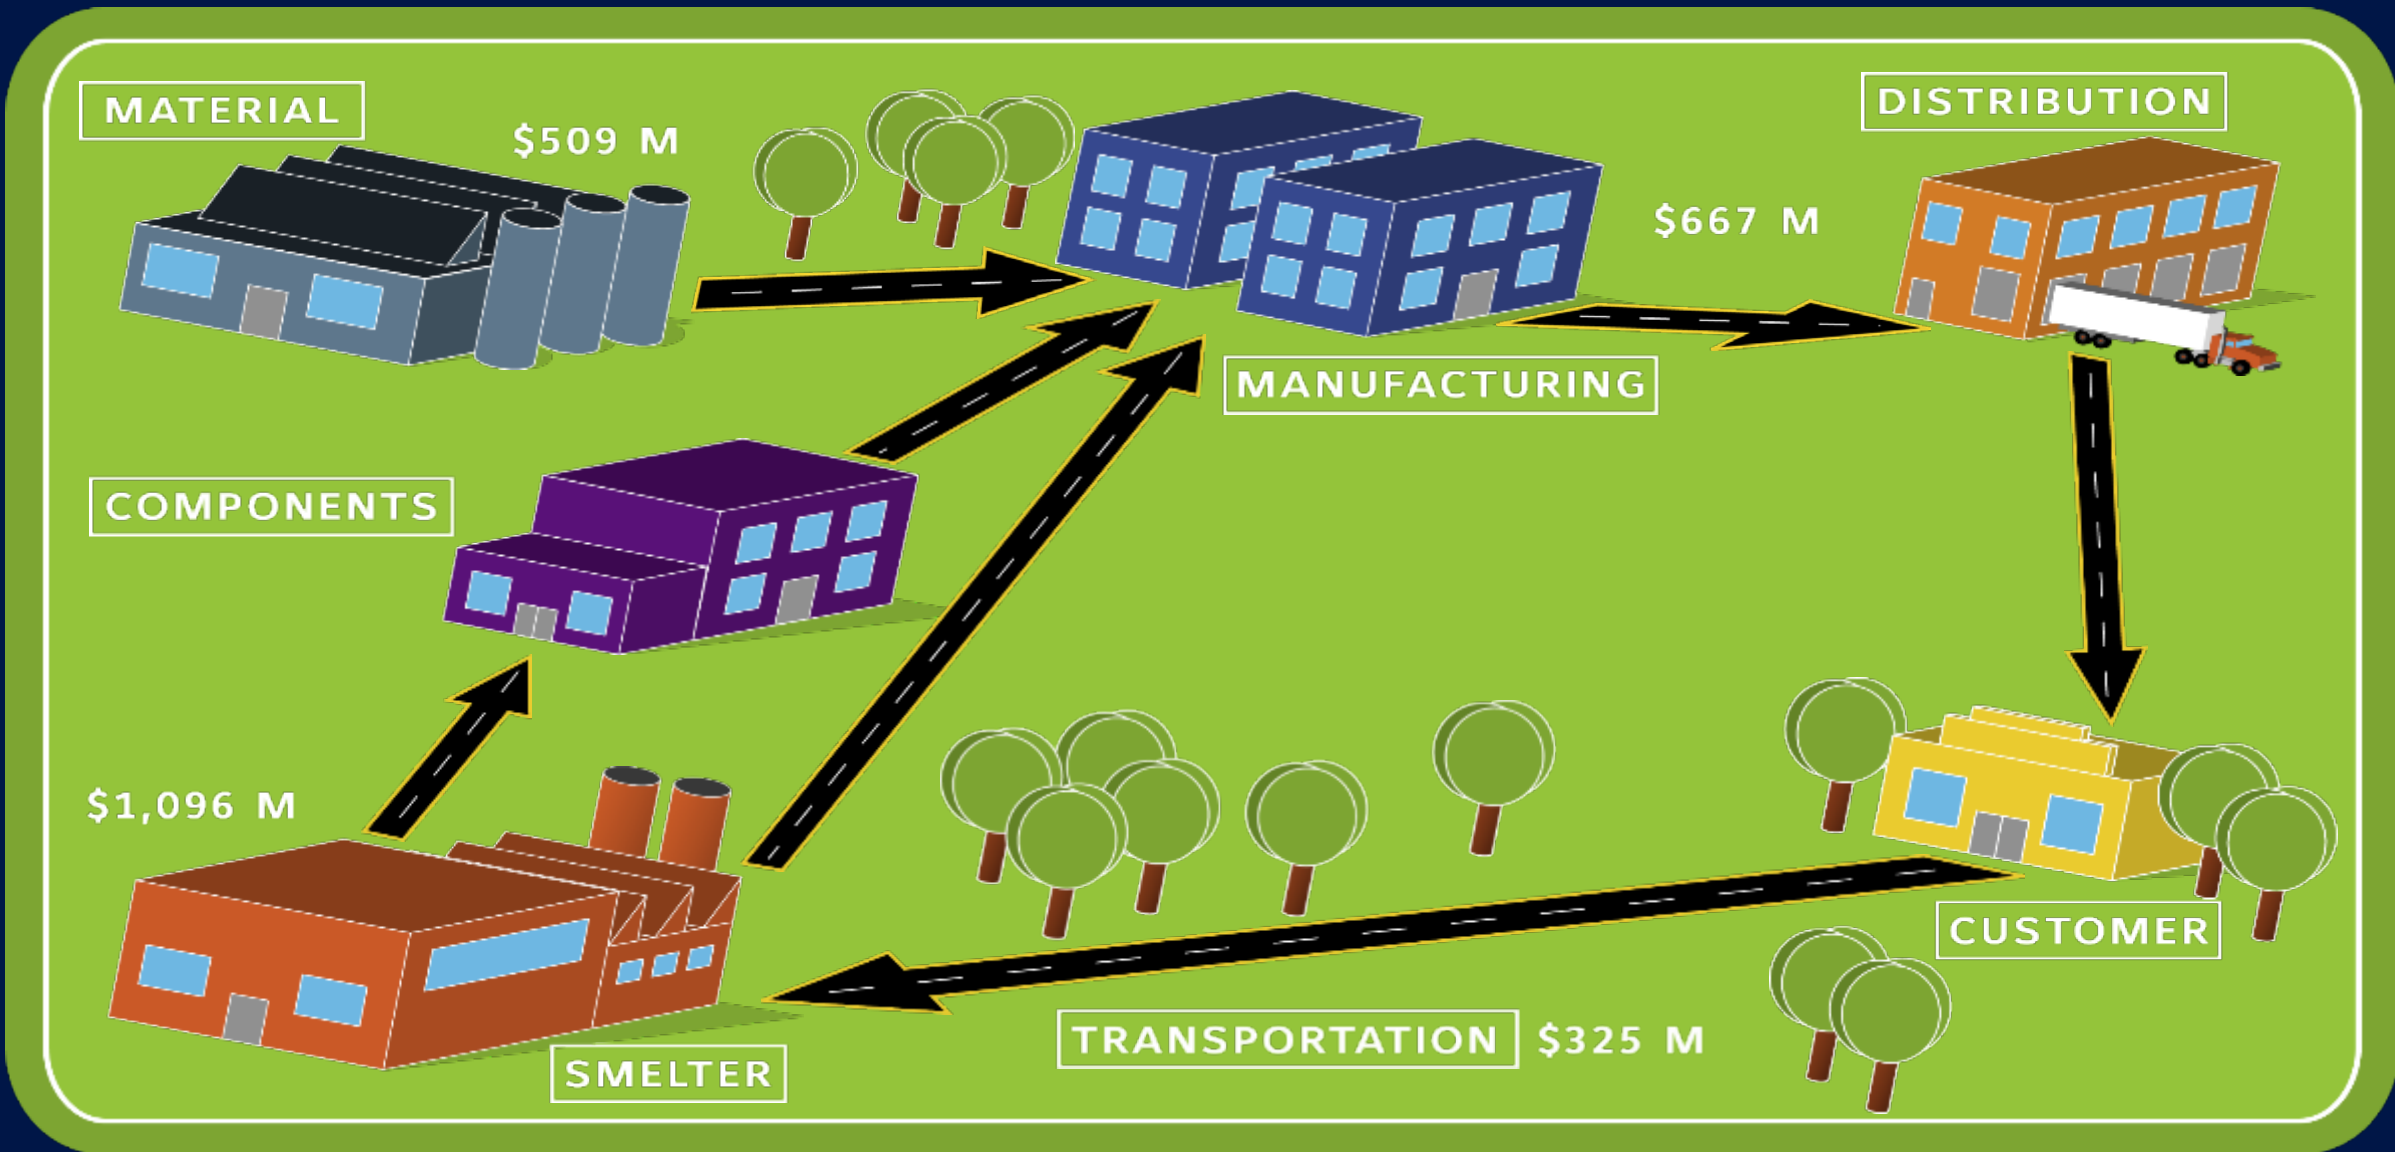 MATERIAL
$509 M
DISTRIBUTION
$667 M
MANUFACTURING
COMPONENTS
$1,096 M
CUSTOMER
TRANSPORTATION $325 M
SMELTER